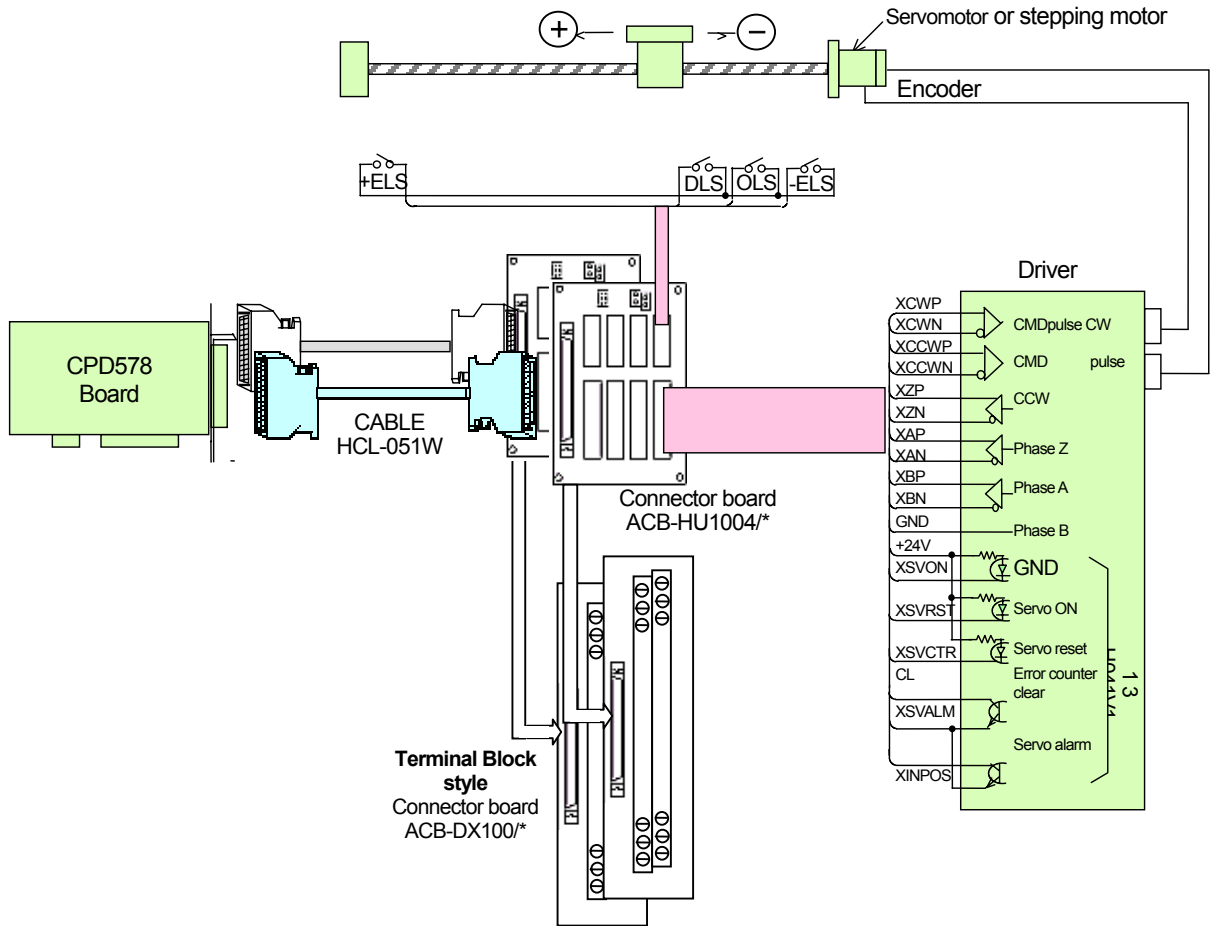 Servomotor or stepping motor
+
−
Encoder
+ELS
DLS
OLS
-ELS
CPD578
Board
CABLE
HCL-051W
Connector board
ACB-HU1004/*
Terminal Block
style
Connector board
ACB-DX100/*
Driver
XCWP
XCWN
XCCWP
XCCWN
XZP
XZN
XAP
XAN
XBP
XBN
GND
+24V
XSVON
XSVRST
XSVCTR
CL
XSVALM
XINPOS
CMDpulse CW
CMD pulse
CCW
Phase Z
Phase A
Phase B
GND
Servo ON
Servo reset
Error counter
clear
Servo alarm
1 3